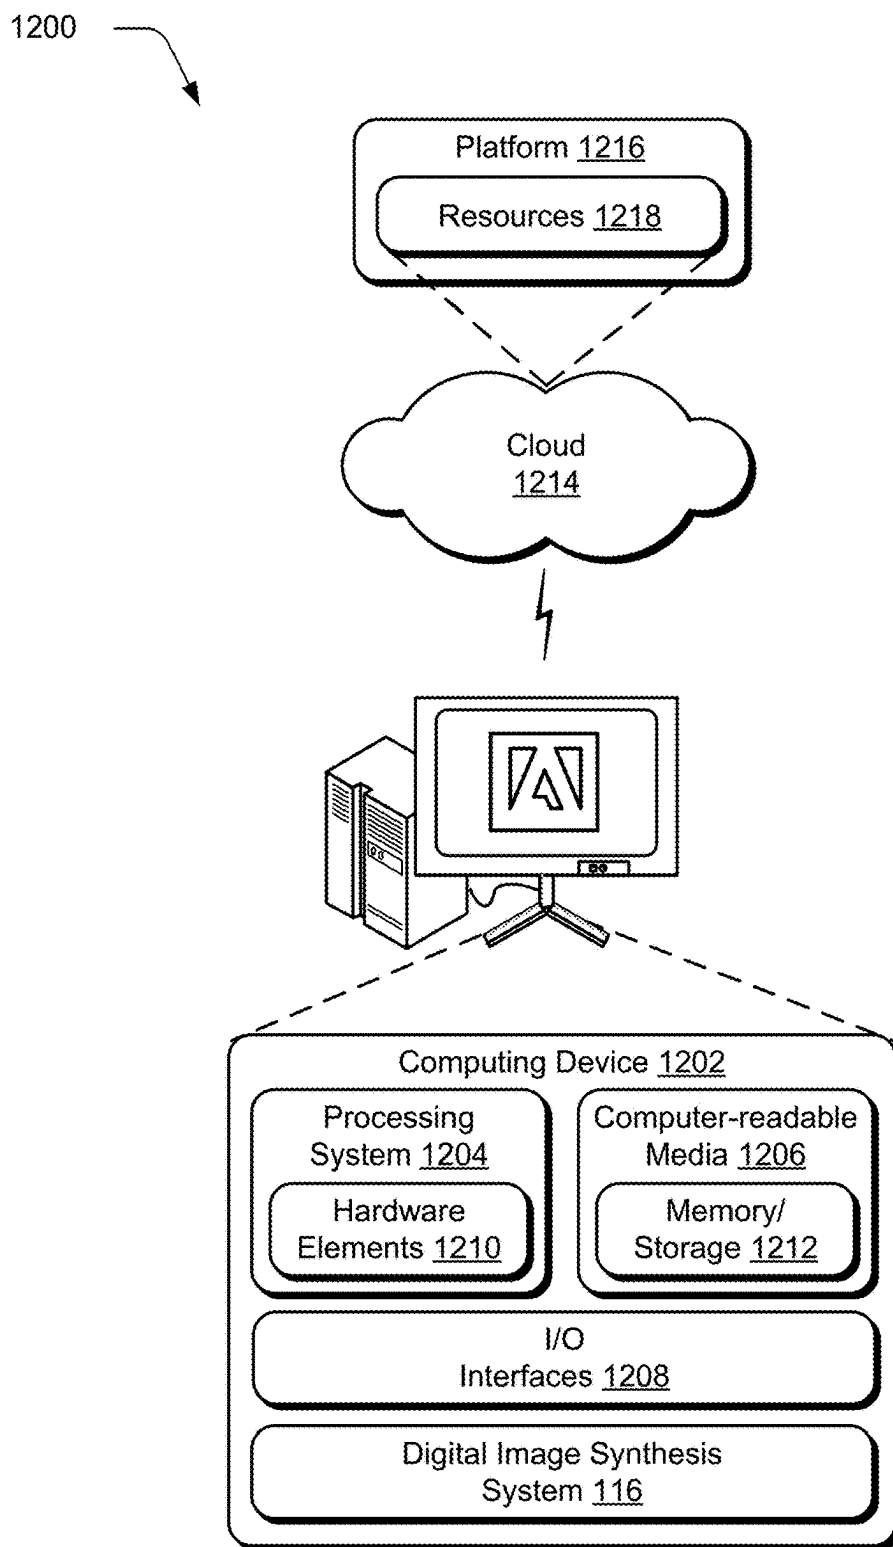 1200
Platform 1216
Resources 1218
Cloud
1214
Computing Device 1202
Processing
System 1204
Hardware
Elements 1210
Computer-readable
Media 1206
Memory/
Storage 1212
I/O
Interfaces 1208
Digital Image Synthesis
System 116